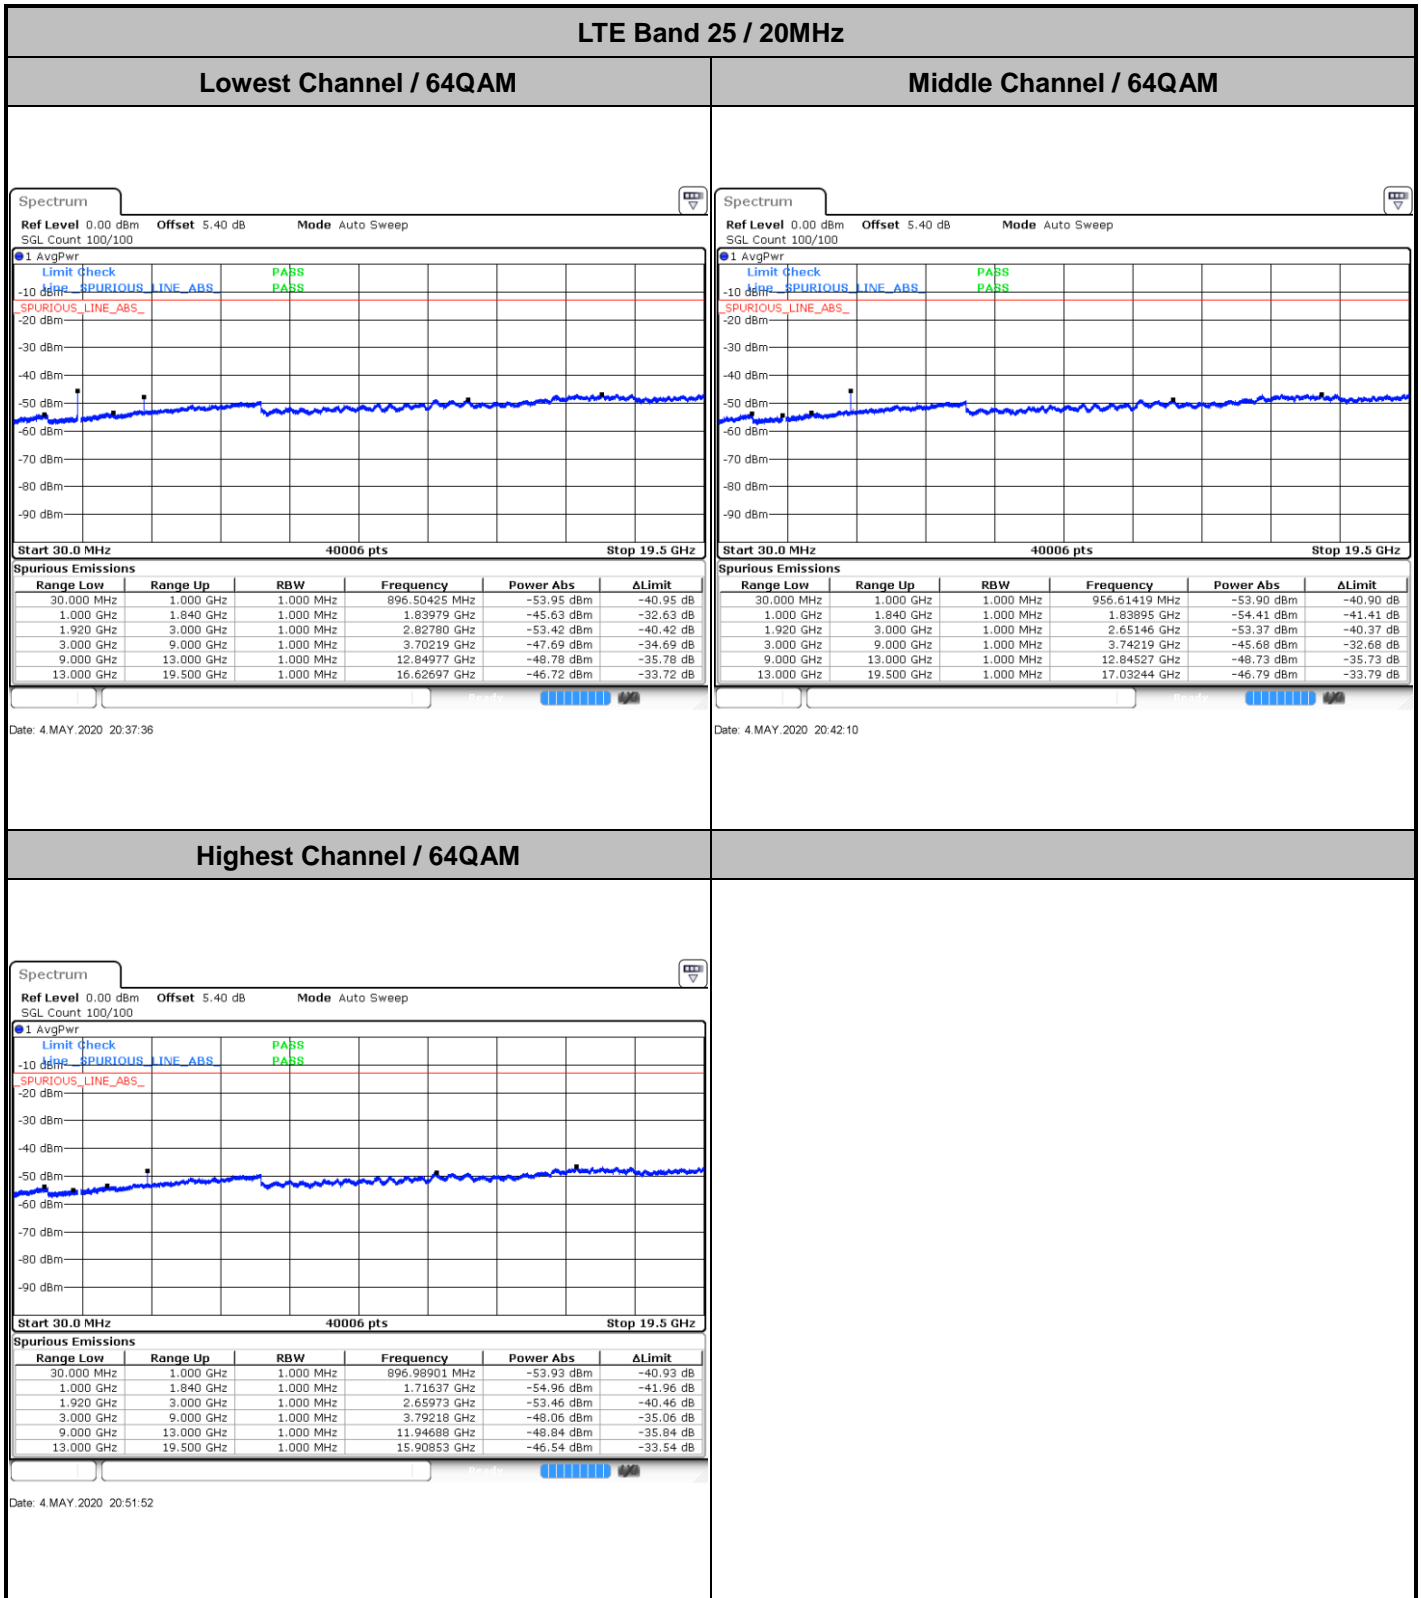 LTE Band 25 / 20MHz
Lowest Channel / 64QAM
Middle Channel / 64QAM
Spectrum
Ref Level 0.00 dBm Offset 5.40 dB Mode Auto Sweep
SGL Count 100/100
1 AvgPwr
Limit Check PASS
Line _SPURIOUS_LINE_ABS_ PASS
-10 dBm
_SPURIOUS_LINE_ABS_
-20 dBm
-30 dBm
-40 dBm
-50 dBm
-60 dBm
-70 dBm
-80 dBm
-90 dBm
Start 30.0 MHz 40006 pts Stop 19.5 GHz
Spurious Emissions
Range Low Range Up RBW Frequency Power Abs ΔLimit
30.000 MHz 1.000 GHz 1.000 MHz 896.50425 MHz -53.95 dBm -40.95 dB
1.000 GHz 1.840 GHz 1.000 MHz 1.83979 GHz -45.63 dBm -32.63 dB
1.920 GHz 3.000 GHz 1.000 MHz 2.82780 GHz -53.42 dBm -40.42 dB
3.000 GHz 9.000 GHz 1.000 MHz 3.70219 GHz -47.69 dBm -34.69 dB
9.000 GHz 13.000 GHz 1.000 MHz 12.84977 GHz -48.78 dBm -35.78 dB
13.000 GHz 19.500 GHz 1.000 MHz 16.62697 GHz -46.72 dBm -33.72 dB
Ready
Date: 4.MAY.2020 20:37:36
Spectrum
Ref Level 0.00 dBm Offset 5.40 dB Mode Auto Sweep
SGL Count 100/100
1 AvgPwr
Limit Check PASS
Line _SPURIOUS_LINE_ABS_ PASS
-10 dBm
_SPURIOUS_LINE_ABS_
-20 dBm
-30 dBm
-40 dBm
-50 dBm
-60 dBm
-70 dBm
-80 dBm
-90 dBm
Start 30.0 MHz 40006 pts Stop 19.5 GHz
Spurious Emissions
Range Low Range Up RBW Frequency Power Abs ΔLimit
30.000 MHz 1.000 GHz 1.000 MHz 956.61419 MHz -53.90 dBm -40.90 dB
1.000 GHz 1.840 GHz 1.000 MHz 1.83895 GHz -54.41 dBm -41.41 dB
1.920 GHz 3.000 GHz 1.000 MHz 2.65146 GHz -53.37 dBm -40.37 dB
3.000 GHz 9.000 GHz 1.000 MHz 3.74219 GHz -45.68 dBm -32.68 dB
9.000 GHz 13.000 GHz 1.000 MHz 12.84527 GHz -48.73 dBm -35.73 dB
13.000 GHz 19.500 GHz 1.000 MHz 17.03244 GHz -46.79 dBm -33.79 dB
Ready
Date: 4.MAY.2020 20:42:10
Highest Channel / 64QAM
Spectrum
Ref Level 0.00 dBm Offset 5.40 dB Mode Auto Sweep
SGL Count 100/100
1 AvgPwr
Limit Check PASS
Line _SPURIOUS_LINE_ABS_ PASS
-10 dBm
_SPURIOUS_LINE_ABS_
-20 dBm
-30 dBm
-40 dBm
-50 dBm
-60 dBm
-70 dBm
-80 dBm
-90 dBm
Start 30.0 MHz 40006 pts Stop 19.5 GHz
Spurious Emissions
Range Low Range Up RBW Frequency Power Abs ΔLimit
30.000 MHz 1.000 GHz 1.000 MHz 896.98901 MHz -53.93 dBm -40.93 dB
1.000 GHz 1.840 GHz 1.000 MHz 1.71637 GHz -54.96 dBm -41.96 dB
1.920 GHz 3.000 GHz 1.000 MHz 2.65973 GHz -53.46 dBm -40.46 dB
3.000 GHz 9.000 GHz 1.000 MHz 3.79218 GHz -48.06 dBm -35.06 dB
9.000 GHz 13.000 GHz 1.000 MHz 11.94688 GHz -48.84 dBm -35.84 dB
13.000 GHz 19.500 GHz 1.000 MHz 15.90853 GHz -46.54 dBm -33.54 dB
Ready
Date: 4.MAY.2020 20:51:52